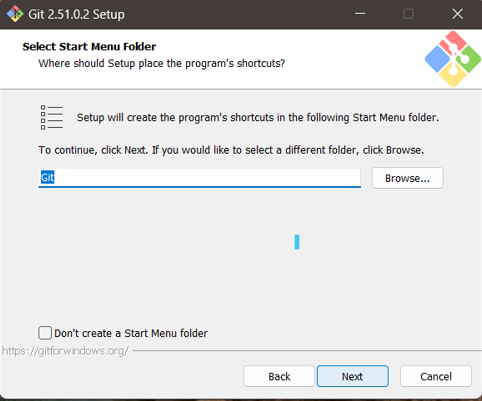 Git 2.51.0.2 Setup
Select Start Menu Folder
Where should Setup place the program's shortcuts?
Setup will create the program's shortcuts in the following Start Menu folder.
To continue, click Next. If you would like to select a different folder, click Browse.
Git
Browse...
Don't create a Start Menu folder
https://gitforwindows.org/
Back
Next
Cancel